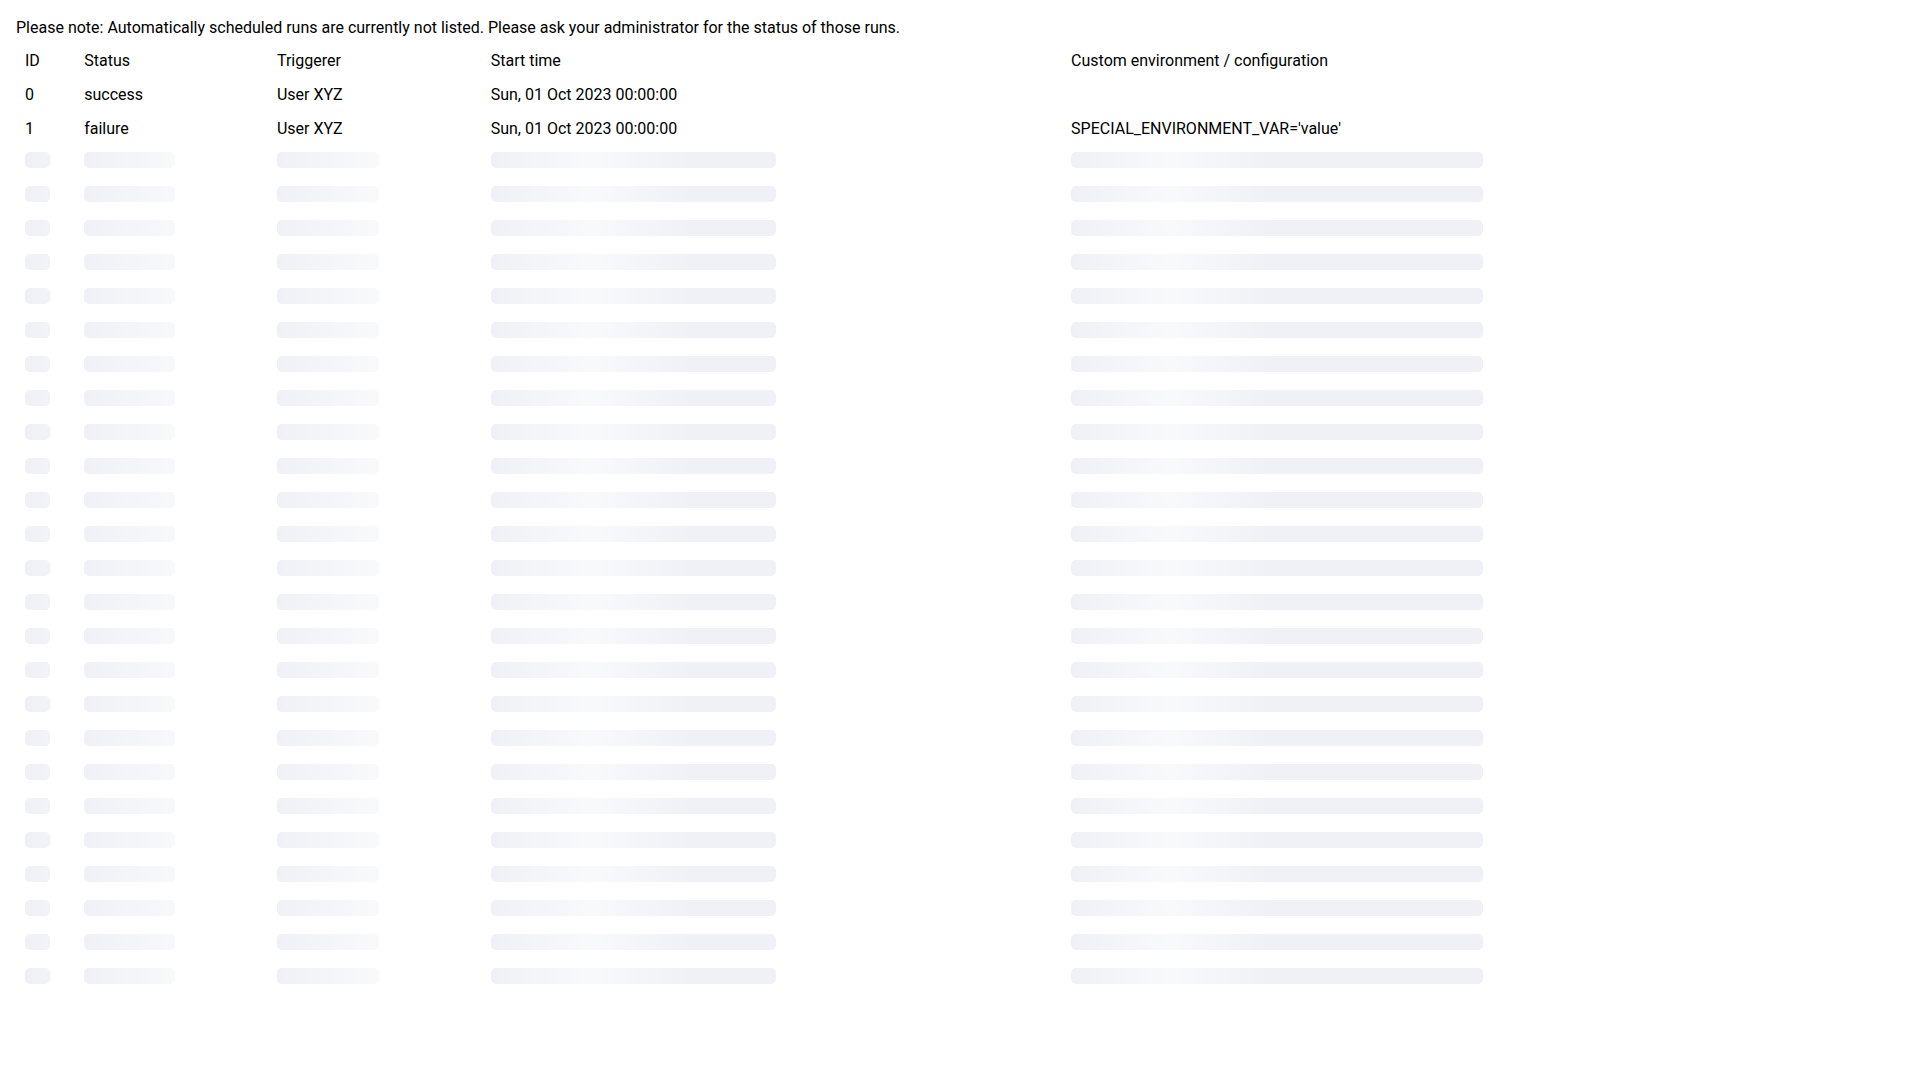 Please note: Automatically scheduled runs are currently not listed. Please ask your administrator for the status of those runs.
ID Status Triggerer Start time Custom environment / configuration
0 success User XYZ Sun, 01 Oct 2023 00:00:00
1 failure User XYZ Sun, 01 Oct 2023 00:00:00 SPECIAL_ENVIRONMENT_VAR='value'